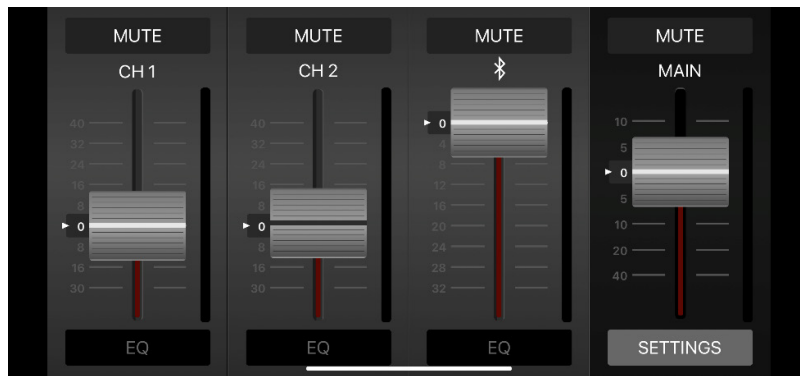 MUTE MUTE MUTE MUTE
CH 1 CH 2 MAIN
40 40 0 10
32 32 4 5
24 24 8 0
16 16 12 5
8 16 10
0 0 20 20
8 8 24 40
16 16 28
30 30 32
EQ EQ EQ SETTINGS